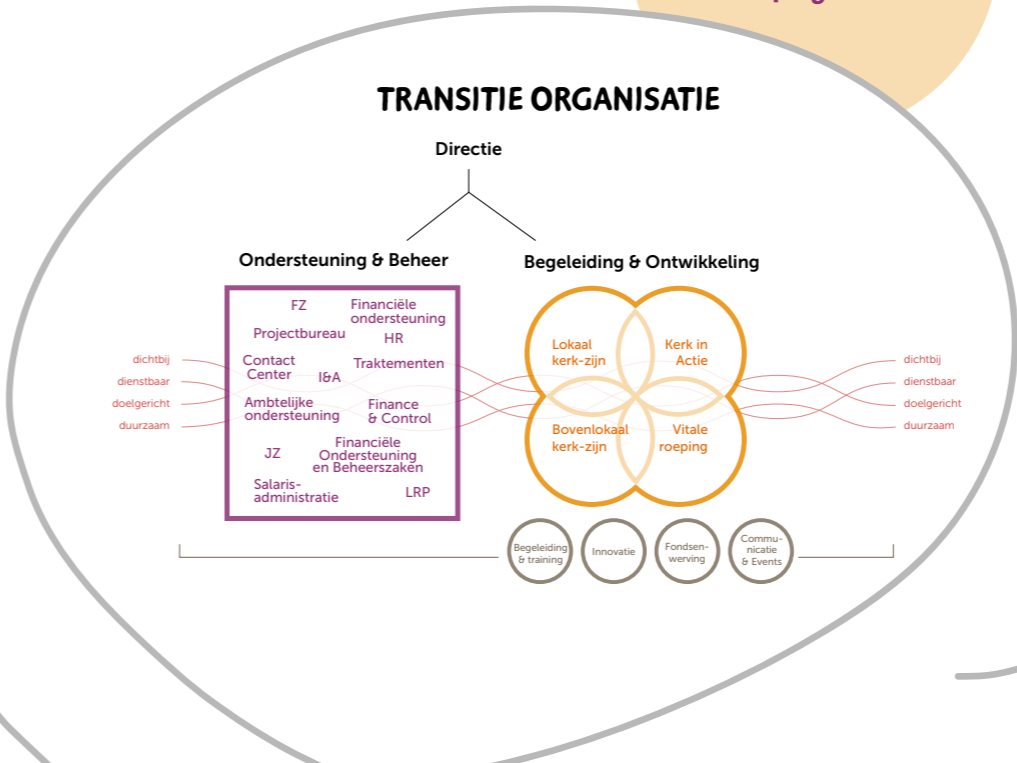 TRANSITIE ORGANISATIE
Directie
Ondersteuning & Beheer
FZ
Financiële
ondersteuning
Projectbureau
HR
Contact
Center
I&A
Traktementen
Ambtelijke
ondersteuning
Finance
& Control
JZ
Financiële
Ondersteuning
en Beheerszaken
Salaris-
administratie
LRP
Begeleiding & Ontwikkeling
Lokaal
kerk-zijn
Kerk in
Actie
Bovenlokaal
kerk-zijn
Vitale
roeping
dichtbij
dienstbaar
doelgericht
duurzaam
dichtbij
dienstbaar
doelgericht
duurzaam
Begeleiding
& training
Innovatie
Fondsen-
werving
Commu-
nicatie
& Events